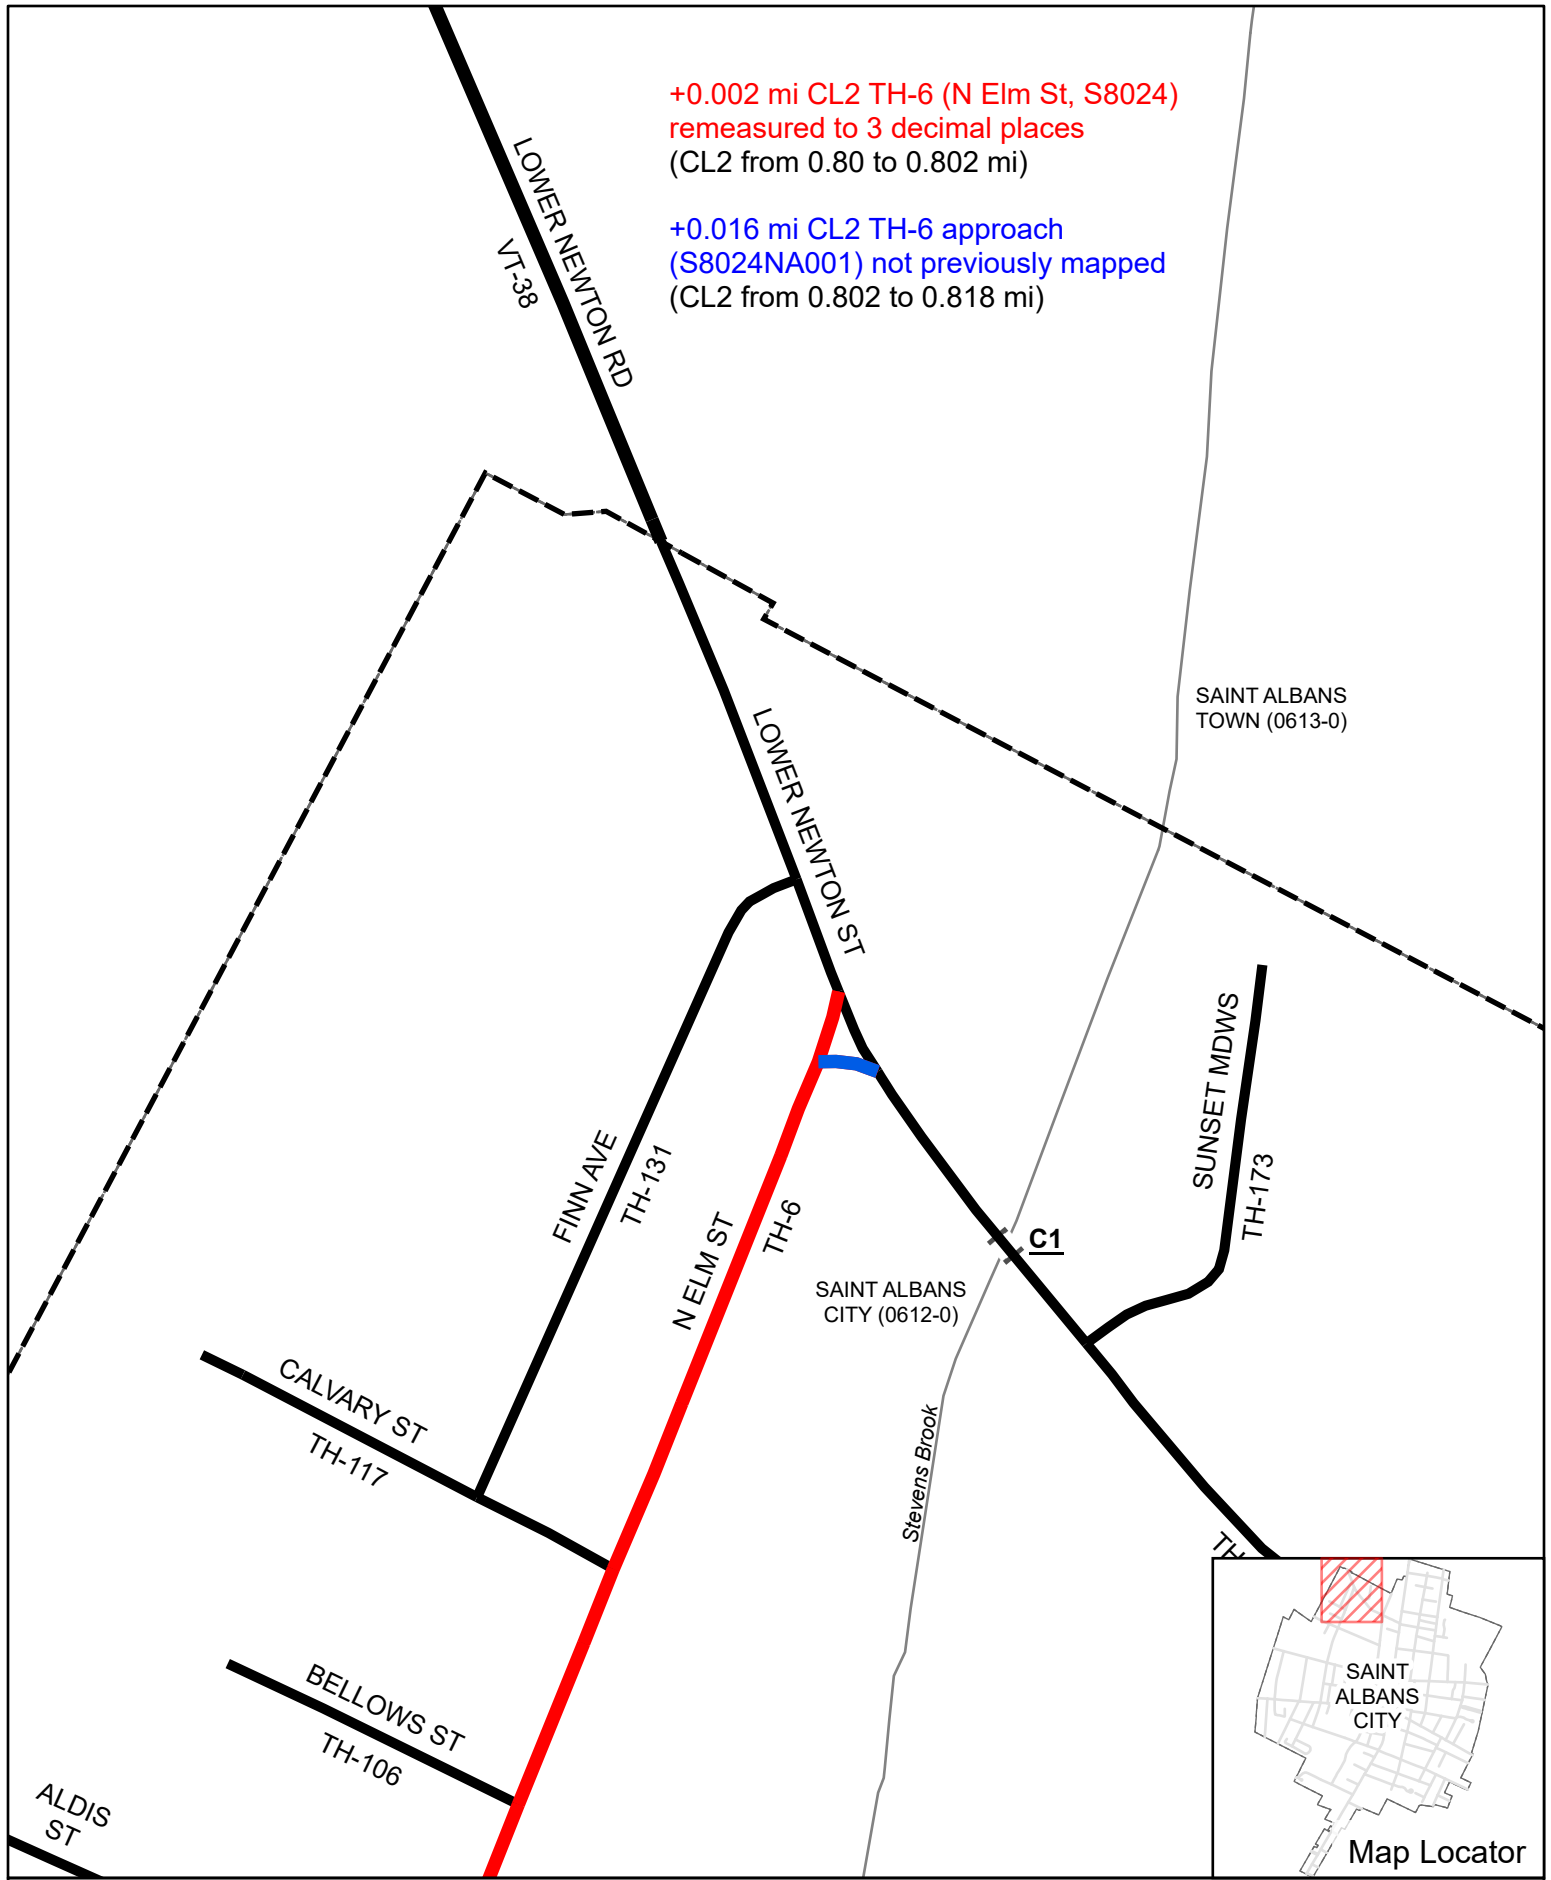 +0.002 mi CL2 TH-6 (N Elm St, S8024)
remeasured to 3 decimal places
(CL2 from 0.80 to 0.802 mi)
+0.016 mi CL2 TH-6 approach
(S8024NA001) not previously mapped
(CL2 from 0.802 to 0.818 mi)
LOWER NEWTON RD
VT-38
SAINT ALBANS
TOWN (0613-0)
LOWER NEWTON ST
SUNSET MDWS
TH-173
FINN AVE
TH-131
N ELM ST
TH-6
C1
SAINT ALBANS
CITY (0612-0)
CALVARY ST
TH-117
Stevens Brook
TH-
BELLOWS ST
TH-106
ALDIS
ST
SAINT
ALBANS
CITY
Map Locator